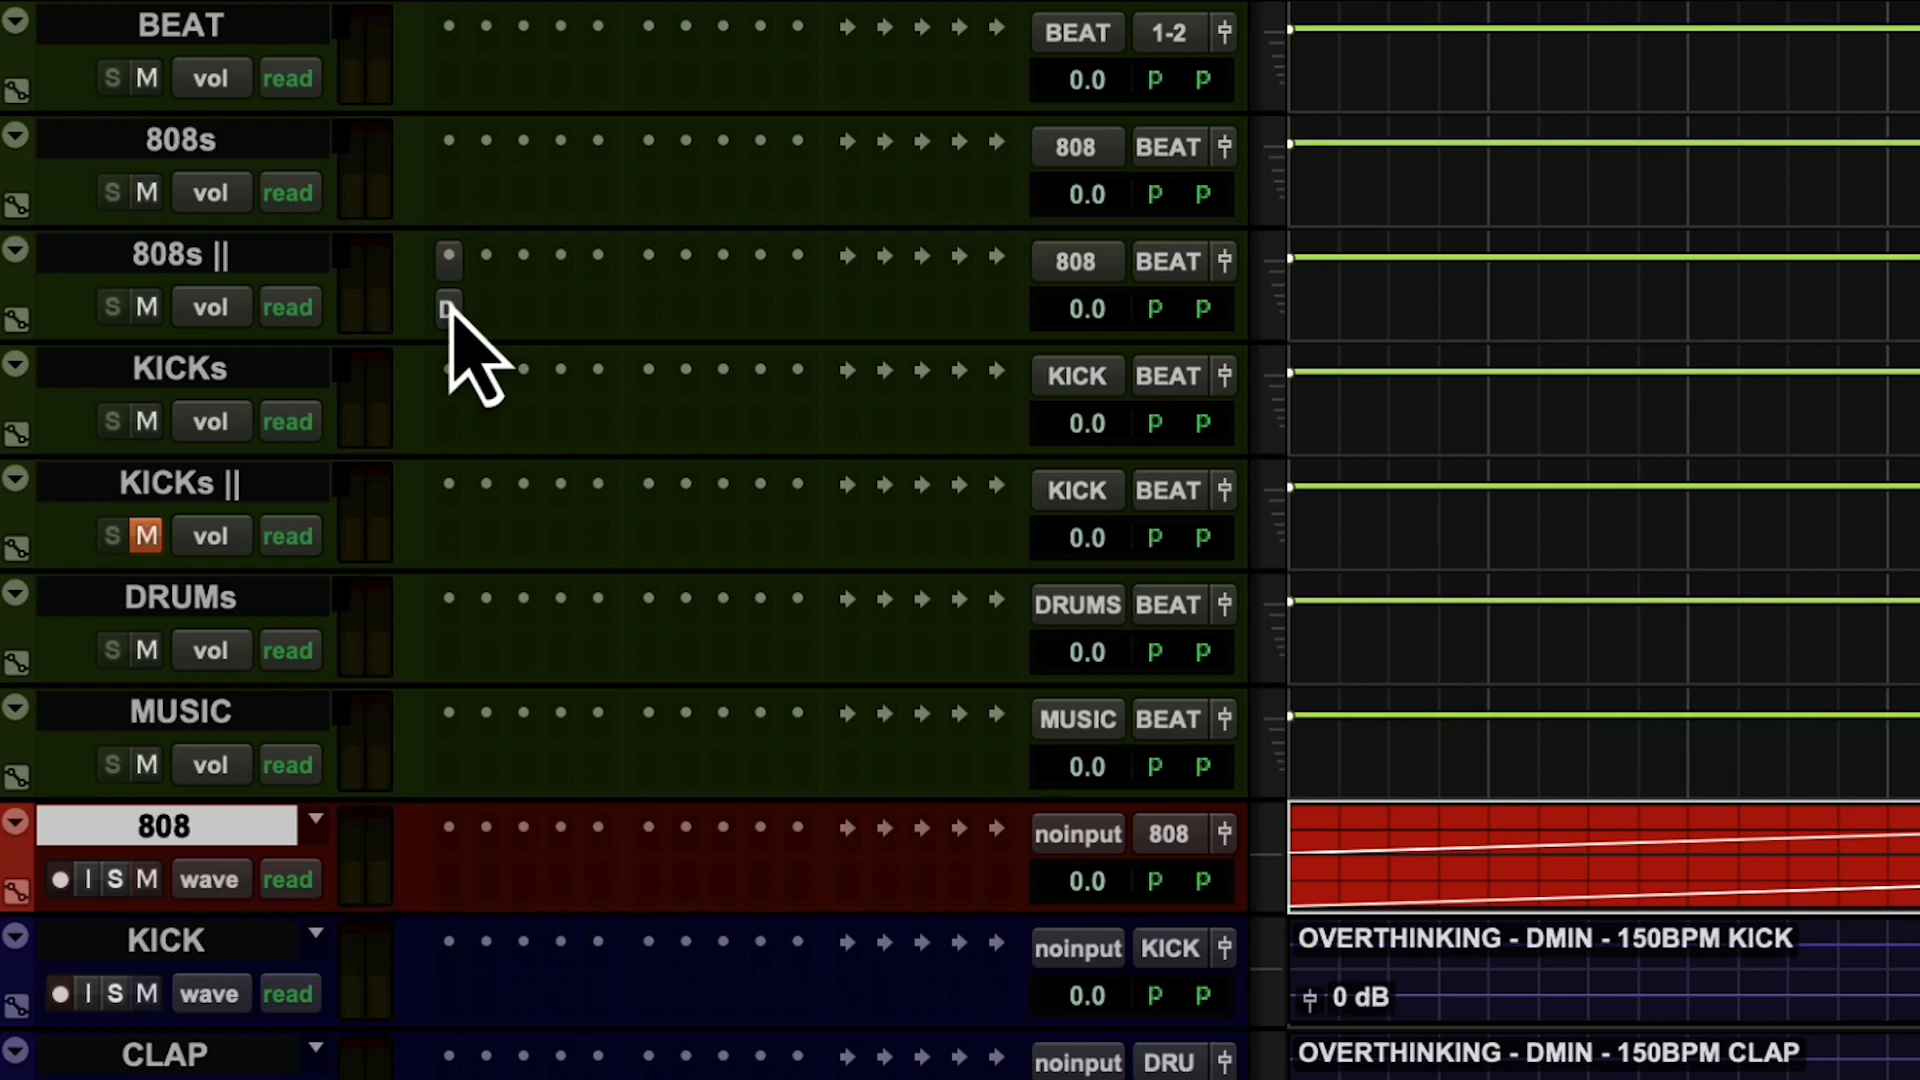 BEAT BEAT 1-2
S M vol read 0.0 P P
808s 808 BEAT
S M vol read 0.0 P P
808s || 808 BEAT
S M vol read D 0.0 P P
KICKs KICK BEAT
S M vol read 0.0 P P
KICKs || KICK BEAT
S M vol read 0.0 P P
DRUMs DRUMS BEAT
S M vol read 0.0 P P
MUSIC MUSIC BEAT
S M vol read 0.0 P P
808 noinput 808
I S M wave read 0.0 P P
KICK noinput KICK OVERTHINKING - DMIN - 150BPM KICK
I S M wave read 0.0 P P 0 dB
CLAP noinput DRU OVERTHINKING - DMIN - 150BPM CLAP